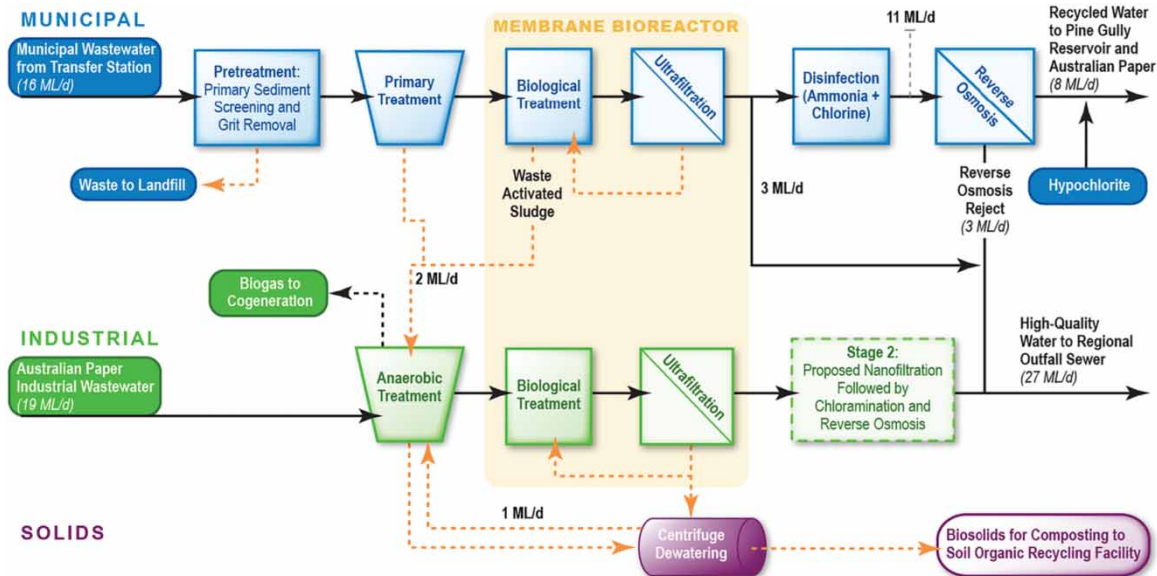 MUNICIPAL
Municipal Wastewater
from Transfer Station
(16 ML/d)
Pretreatment:
Primary Sediment
Screening and
Grit Removal
Waste to Landfill
Primary
Treatment
MEMBRANE BIOREACTOR
Biological
Treatment
Ultrafiltration
Waste
Activated
Sludge
2 ML/d
3 ML/d
Disinfection
(Ammonia +
Chlorine)
11 ML/d
Reverse
Osmosis
Recycled Water
to Pine Gully
Reservoir and
Australian Paper
(8 ML/d)
Hypochlorite
Reverse
Osmosis
Reject
(3 ML/d)
Biogas to
Cogeneration
INDUSTRIAL
Australian Paper
Industrial Wastewater
(19 ML/d)
Anaerobic
Treatment
Biological
Treatment
Ultrafiltration
Stage 2:
Proposed Nanofiltration
Followed by
Chloramination and
Reverse Osmosis
High-Quality
Water to Regional
Outfall Sewer
(27 ML/d)
SOLIDS
1 ML/d
Centrifuge
Dewatering
Biosolids for Composting to
Soil Organic Recycling Facility